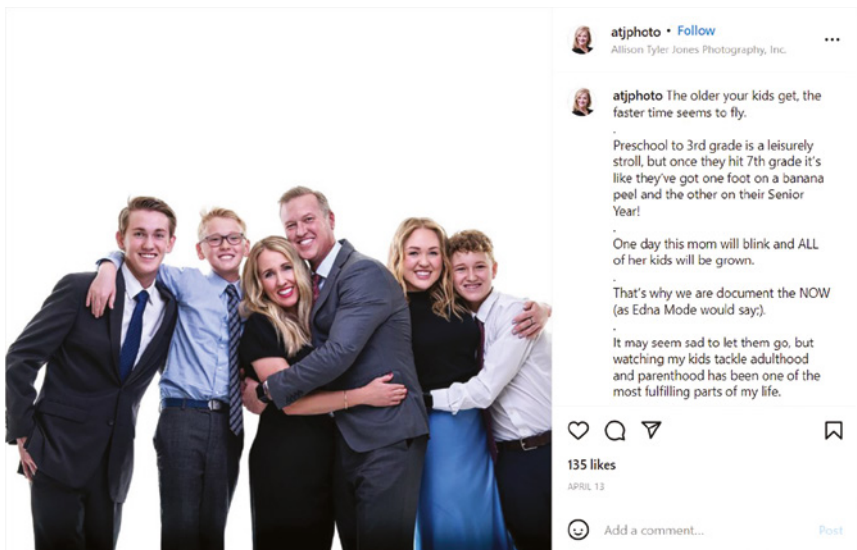 atjphoto • Follow
Allison Tyler Jones Photography, Inc.
...
atjphoto The older your kids get, the
faster time seems to fly.
.
Preschool to 3rd grade is a leisurely
stroll, but once they hit 7th grade it's
like they've got one foot on a banana
peel and the other on their Senior
Year!
.
One day this mom will blink and ALL
of her kids will be grown.
.
That's why we are document the NOW
(as Edna Mode would say;).
.
It may seem sad to let them go, but
watching my kids tackle adulthood
and parenthood has been one of the
most fulfilling parts of my life.
135 likes
APRIL 13
Add a comment...
Post